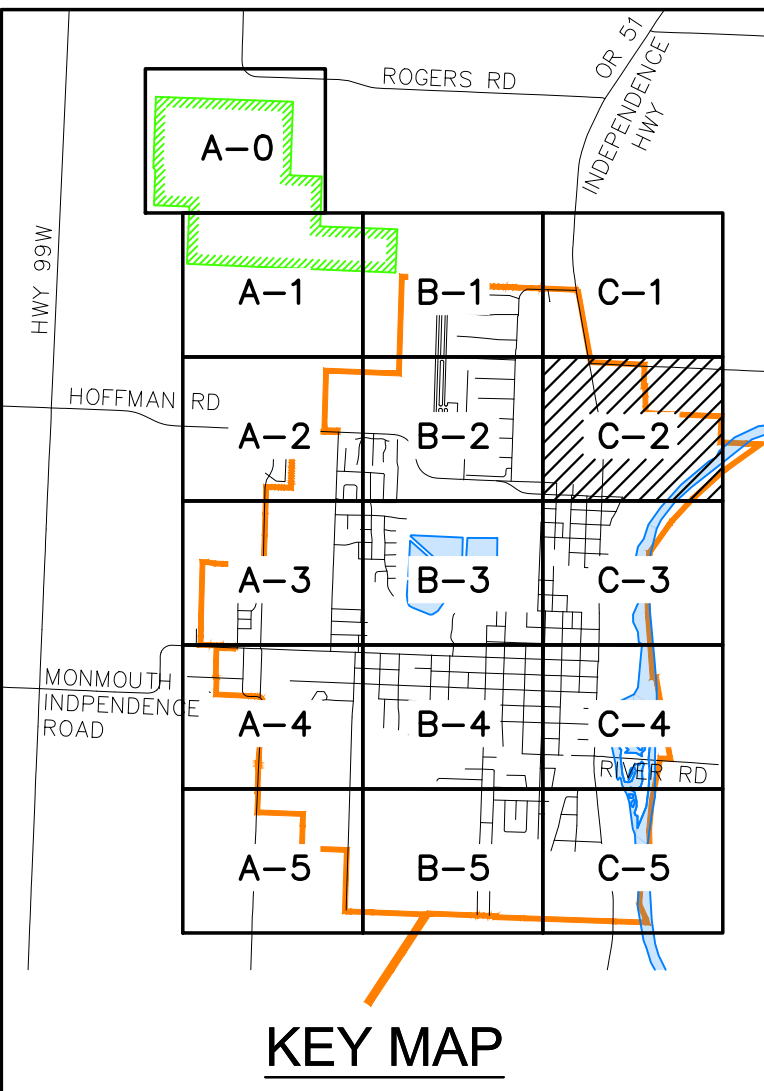 OR 51
INDEPENDENCE
HWY
ROGERS RD
A-0
HWY 99W
A-1
B-1
C-1
HOFFMAN RD
A-2
B-2
C-2
A-3
B-3
C-3
MONMOUTH
INDPENDENCE
ROAD
A-4
B-4
C-4
RIVER RD
A-5
B-5
C-5
KEY MAP